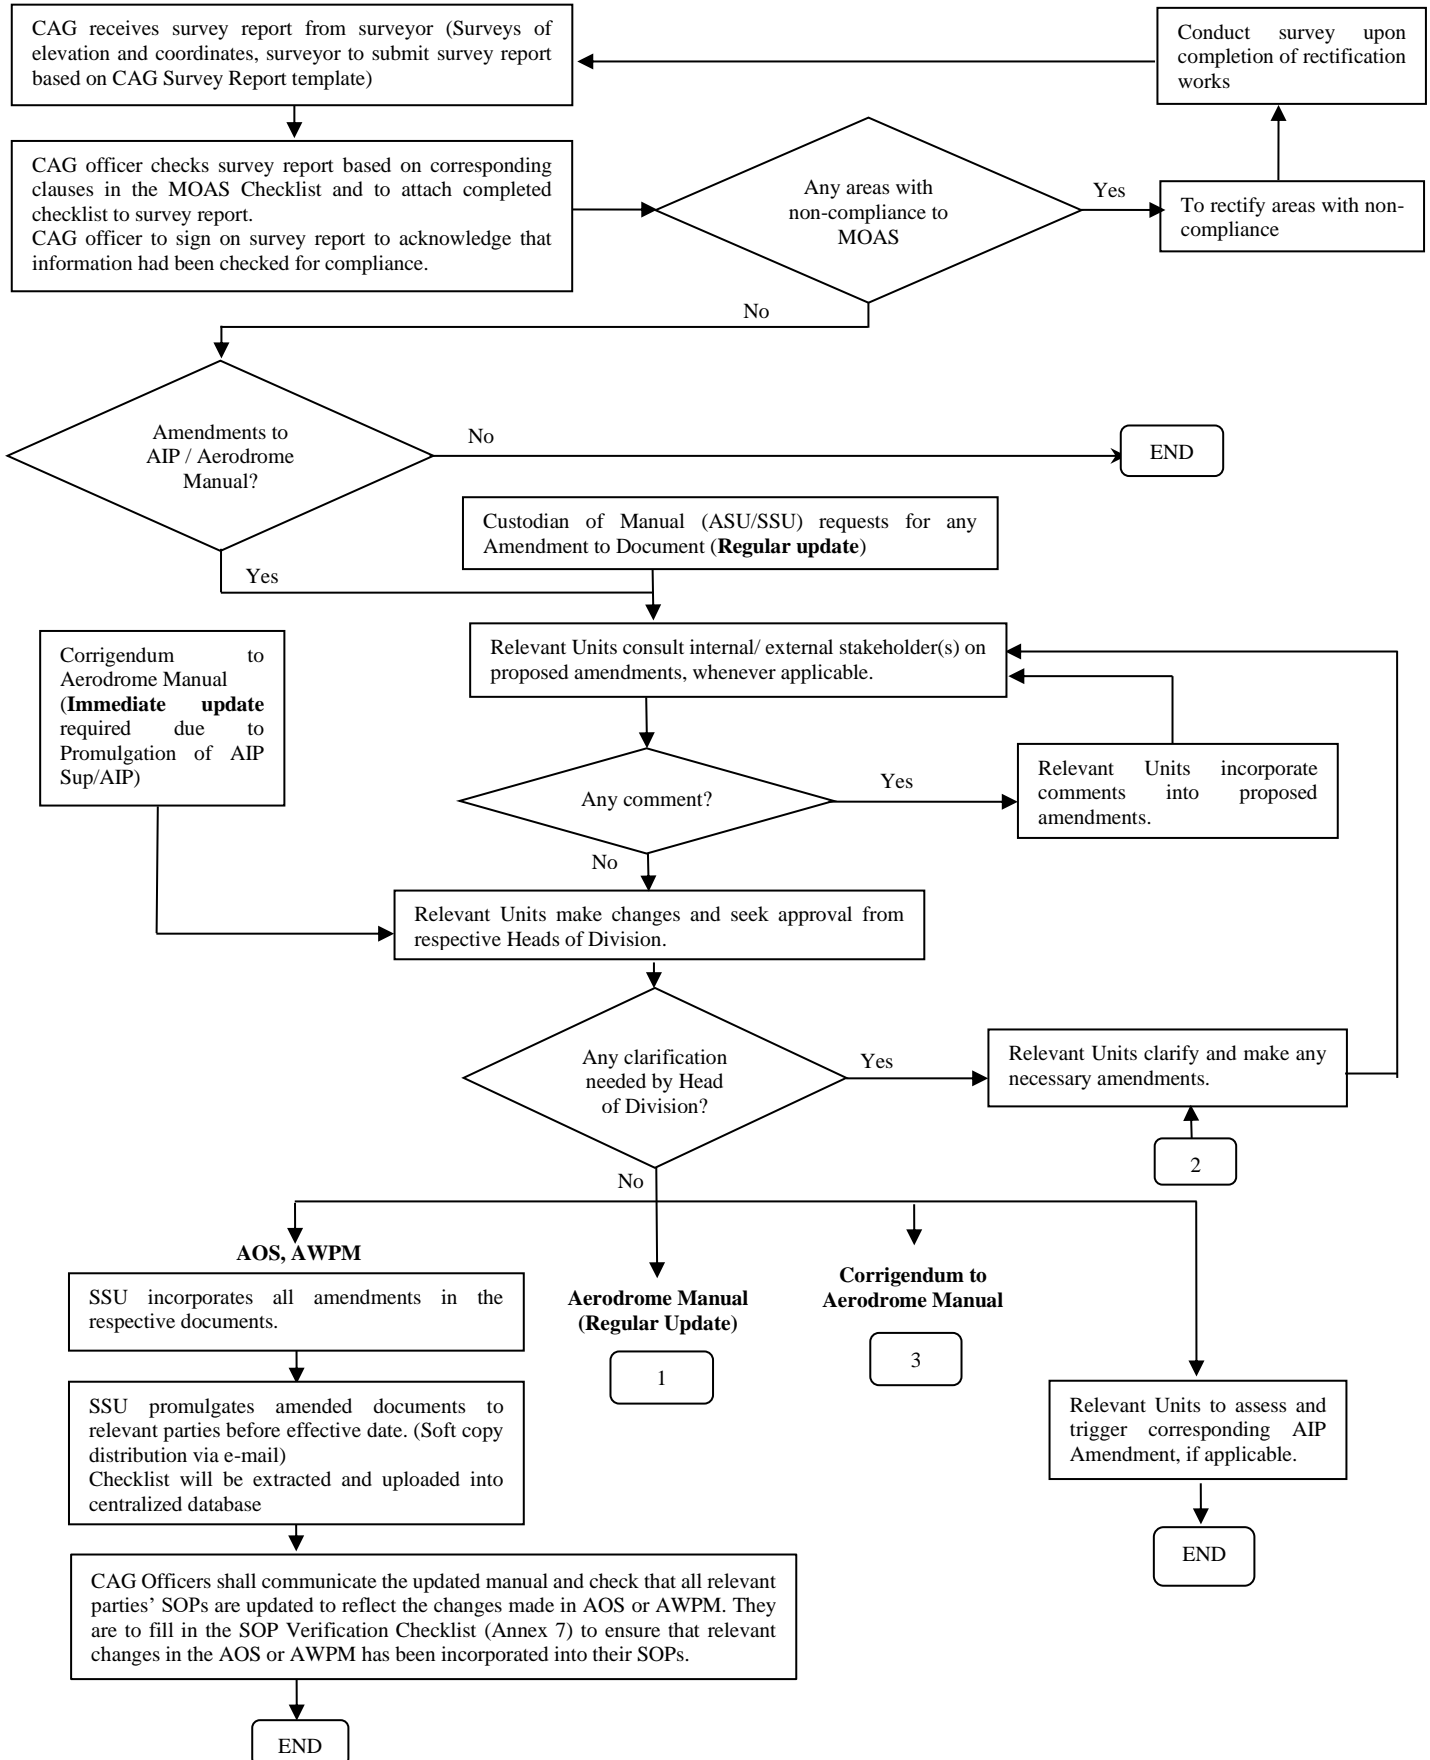 CAG receives survey report from surveyor (Surveys of
elevation and coordinates, surveyor to submit survey report
based on CAG Survey Report template)
Conduct survey upon
completion of rectification
works
CAG officer checks survey report based on corresponding
clauses in the MOAS Checklist and to attach completed
checklist to survey report.
CAG officer to sign on survey report to acknowledge that
information had been checked for compliance.
Any areas with
non-compliance to
MOAS
Yes
To rectify areas with non-
compliance
No
Amendments to
AIP / Aerodrome
Manual?
No
END
Custodian of Manual (ASU/SSU) requests for any
Amendment to Document (Regular update)
Yes
Relevant Units consult internal/ external stakeholder(s) on
proposed amendments, whenever applicable.
Corrigendum to
Aerodrome Manual
(Immediate update
required due to
Promulgation of AIP
Sup/AIP)
Any comment?
Yes
Relevant Units incorporate
comments into proposed
amendments.
No
Relevant Units make changes and seek approval from
respective Heads of Division.
Any clarification
needed by Head
of Division?
Yes
Relevant Units clarify and make any
necessary amendments.
2
No
AOS, AWPM
SSU incorporates all amendments in the
respective documents.
Aerodrome Manual
(Regular Update)
1
Corrigendum to
Aerodrome Manual
3
SSU promulgates amended documents to
relevant parties before effective date. (Soft copy
distribution via e-mail)
Checklist will be extracted and uploaded into
centralized database
Relevant Units to assess and
trigger corresponding AIP
Amendment, if applicable.
END
CAG Officers shall communicate the updated manual and check that all relevant
parties’ SOPs are updated to reflect the changes made in AOS or AWPM. They
are to fill in the SOP Verification Checklist (Annex 7) to ensure that relevant
changes in the AOS or AWPM has been incorporated into their SOPs.
END